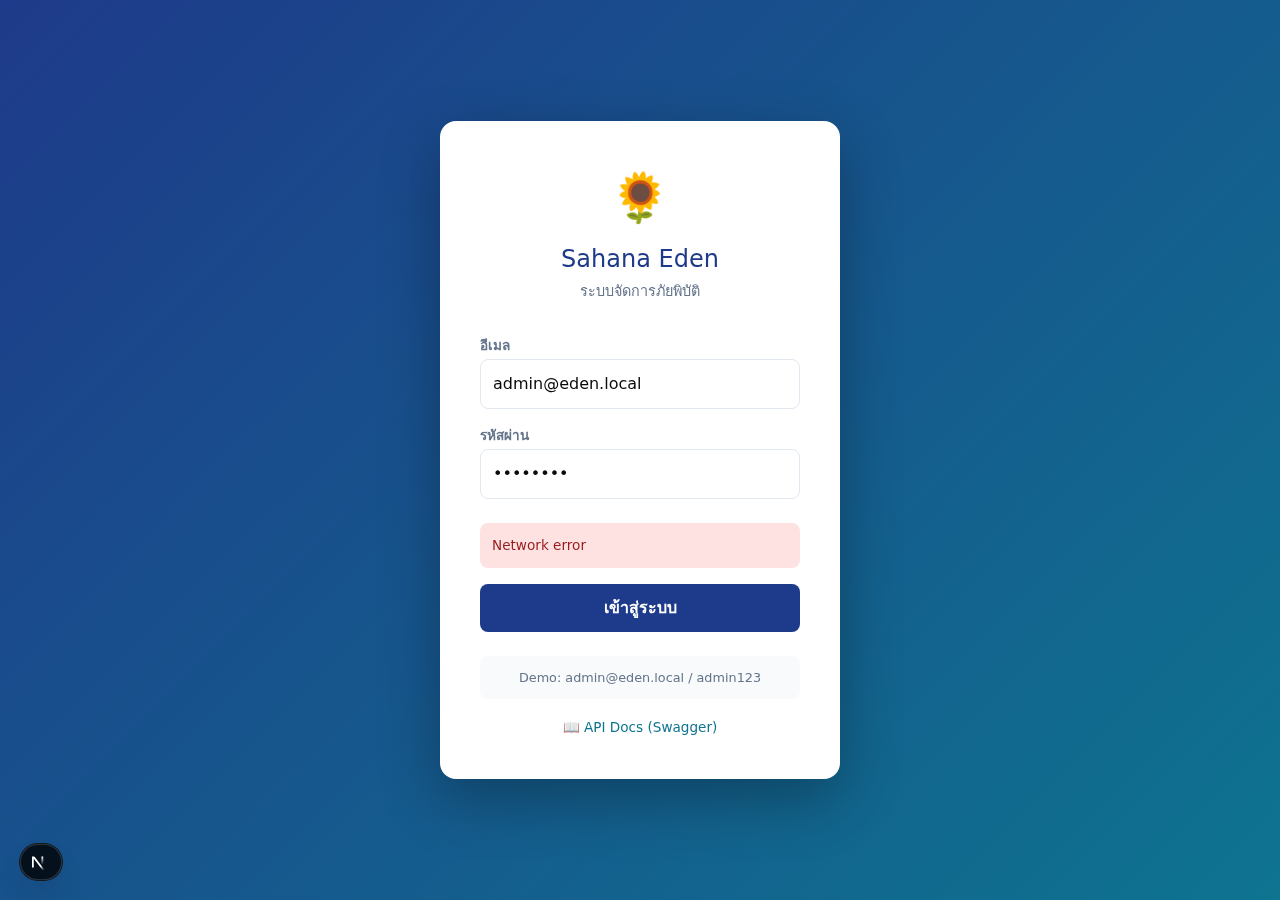 Sahana Eden
ระบบจัดการภัยพิบัติ
อีเมล
admin@eden.local
รหัสผ่าน
••••••••
Network error
เข้าสู่ระบบ
Demo: admin@eden.local / admin123
📖 API Docs (Swagger)
N